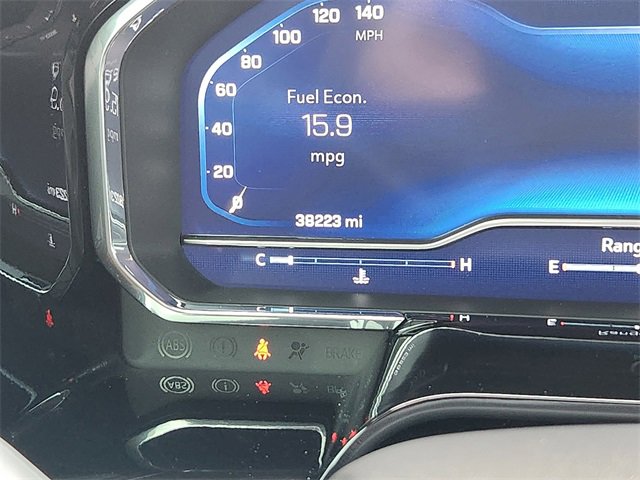 120 140
100 MPH
80
Fuel Econ.
60
15.9
40
mpg
20
0
38223 mi
Rang
C H E
ABS BRAKE